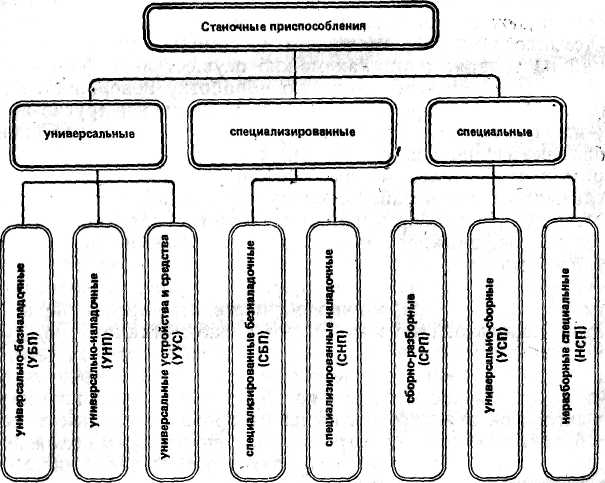 Станочные приспособления
универсальные
специализированные
специальные
универсально-безналадочные
(УБП)
универсально-наладочные
(УНП)
универсальные устройства и средства
(УУС)
специализированные безналадочные
(СБП)
специализированные наладочные
(СНП)
сборно-разборные
(СРП)
универсально-сборные
(УСП)
неразборные специальные
(НСП)